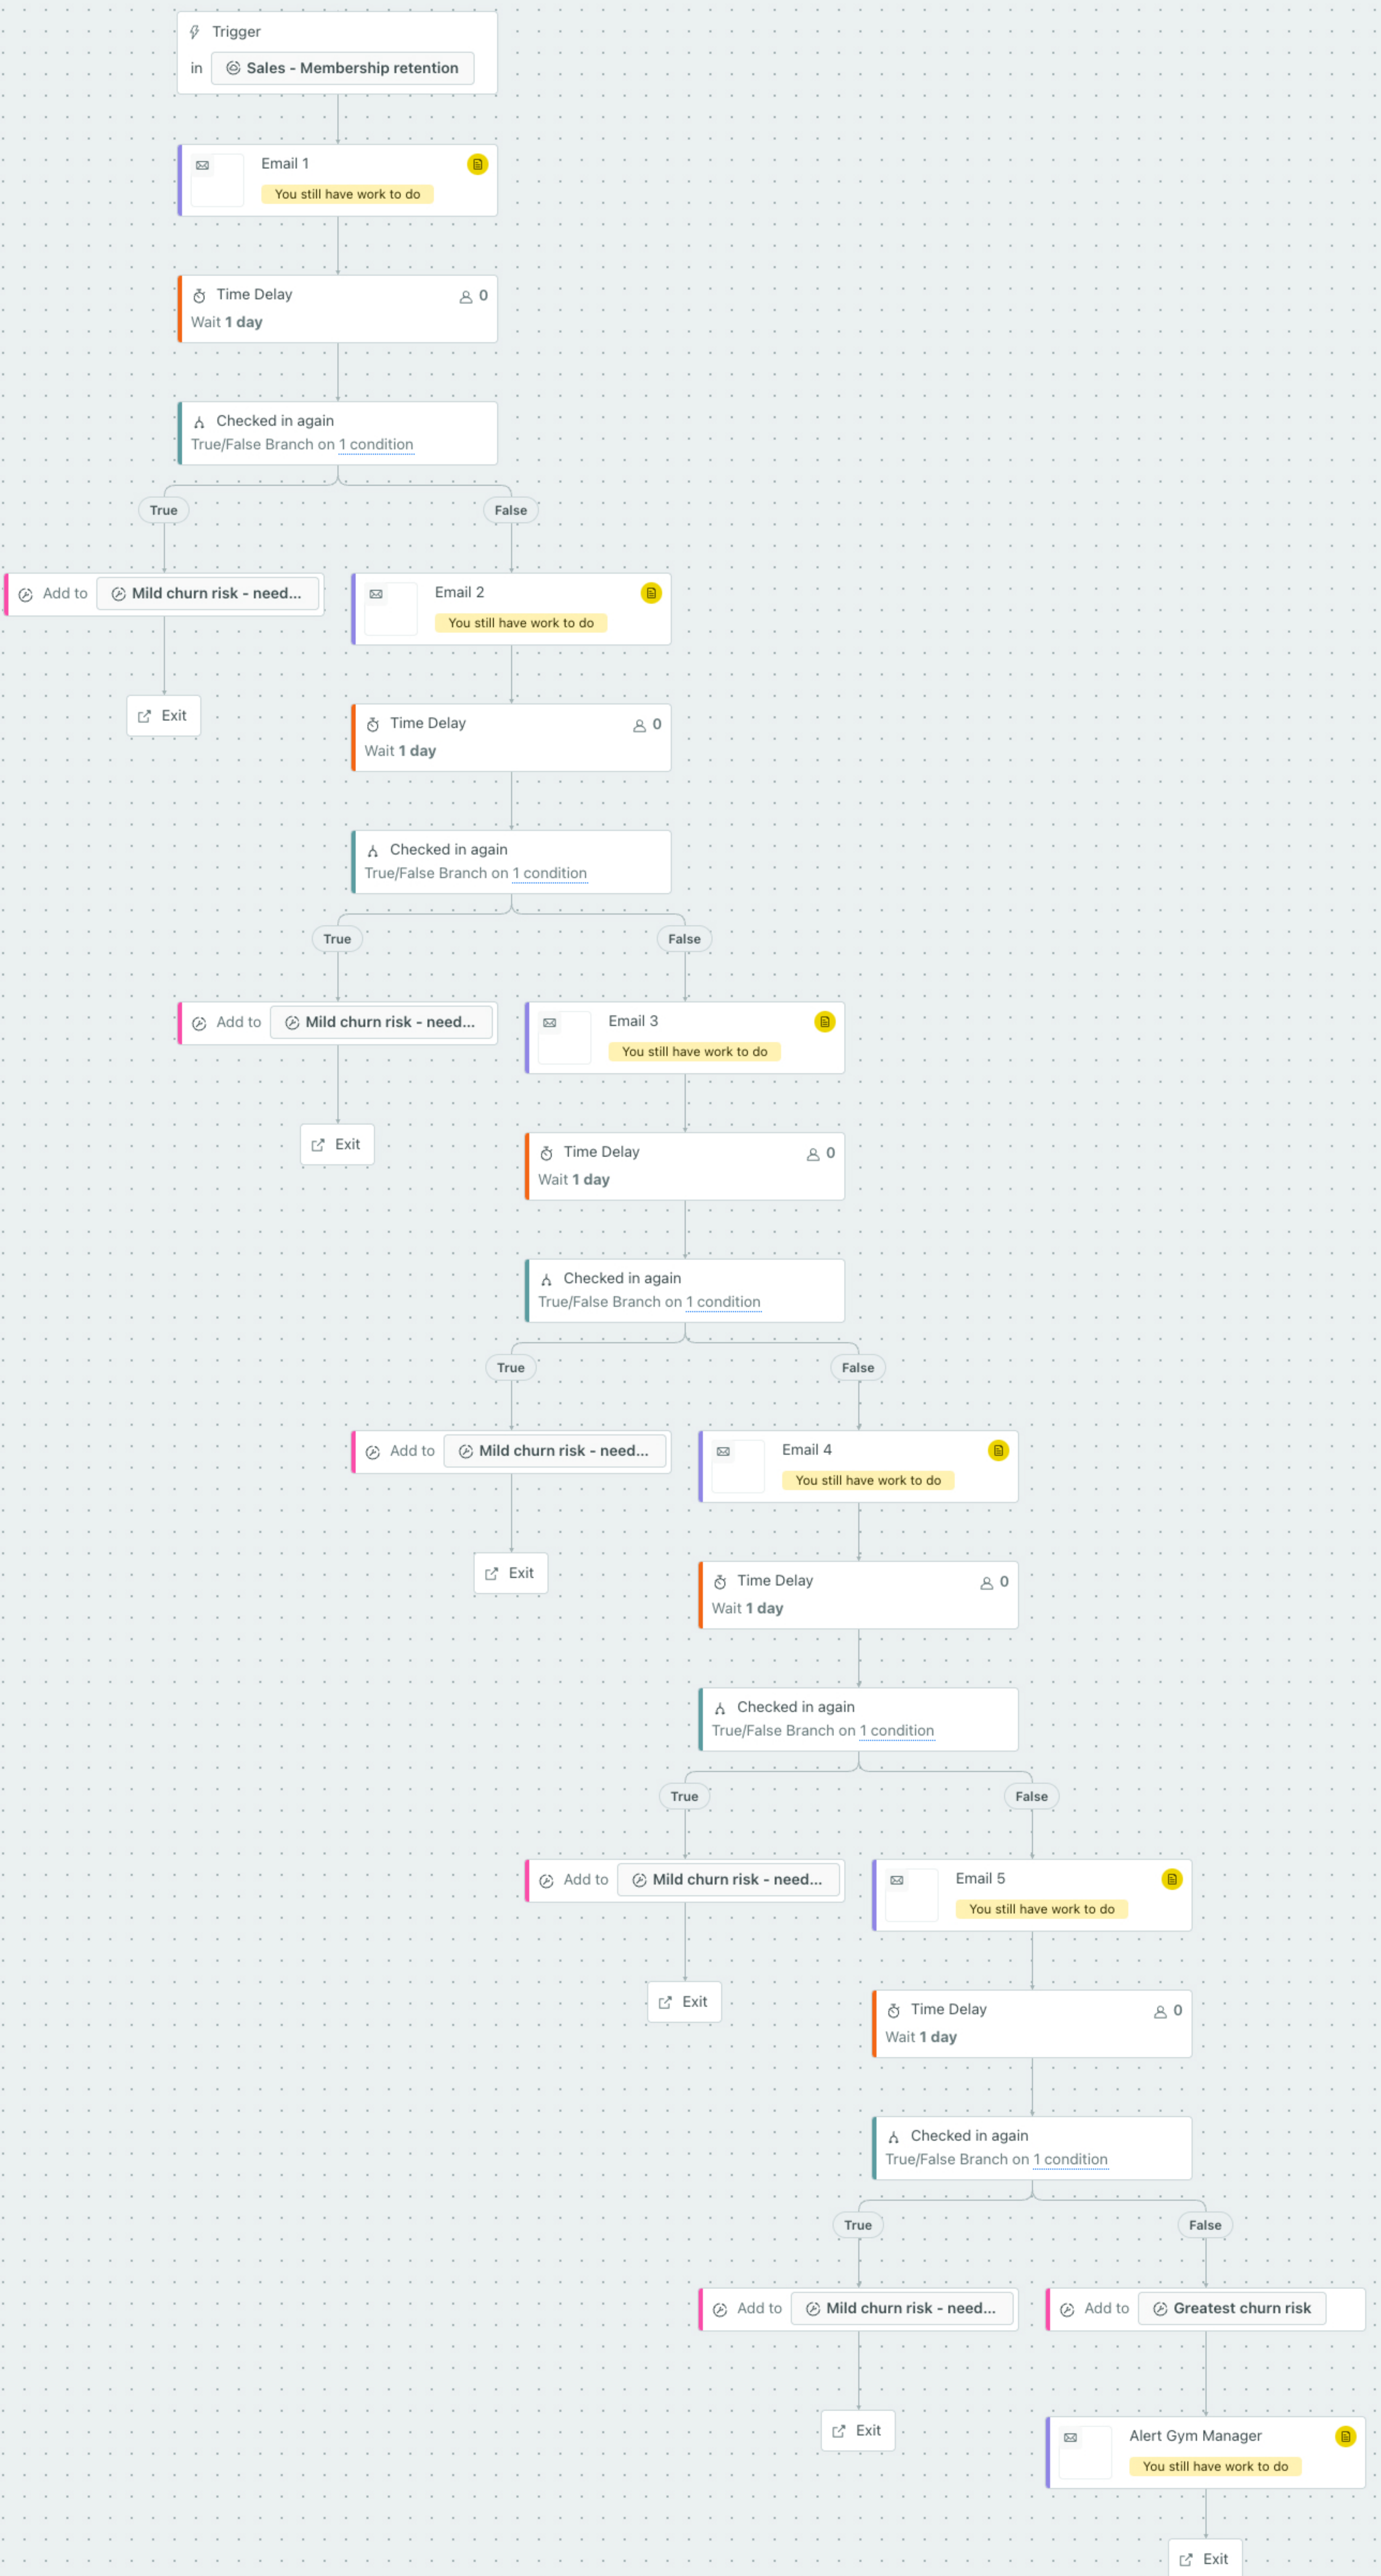 Trigger
in Sales - Membership retention
Email 1
You still have work to do
Time Delay 0
Wait 1 day
Checked in again
True/False Branch on 1 condition
True False
Add to Mild churn risk - need...
Email 2
You still have work to do
Exit
Time Delay 0
Wait 1 day
Checked in again
True/False Branch on 1 condition
True False
Add to Mild churn risk - need...
Email 3
You still have work to do
Exit
Time Delay 0
Wait 1 day
Checked in again
True/False Branch on 1 condition
True False
Add to Mild churn risk - need...
Email 4
You still have work to do
Exit
Time Delay 0
Wait 1 day
Checked in again
True/False Branch on 1 condition
True False
Add to Mild churn risk - need...
Email 5
You still have work to do
Exit
Time Delay 0
Wait 1 day
Checked in again
True/False Branch on 1 condition
True False
Add to Mild churn risk - need...
Add to Greatest churn risk
Exit
Alert Gym Manager
You still have work to do
Exit